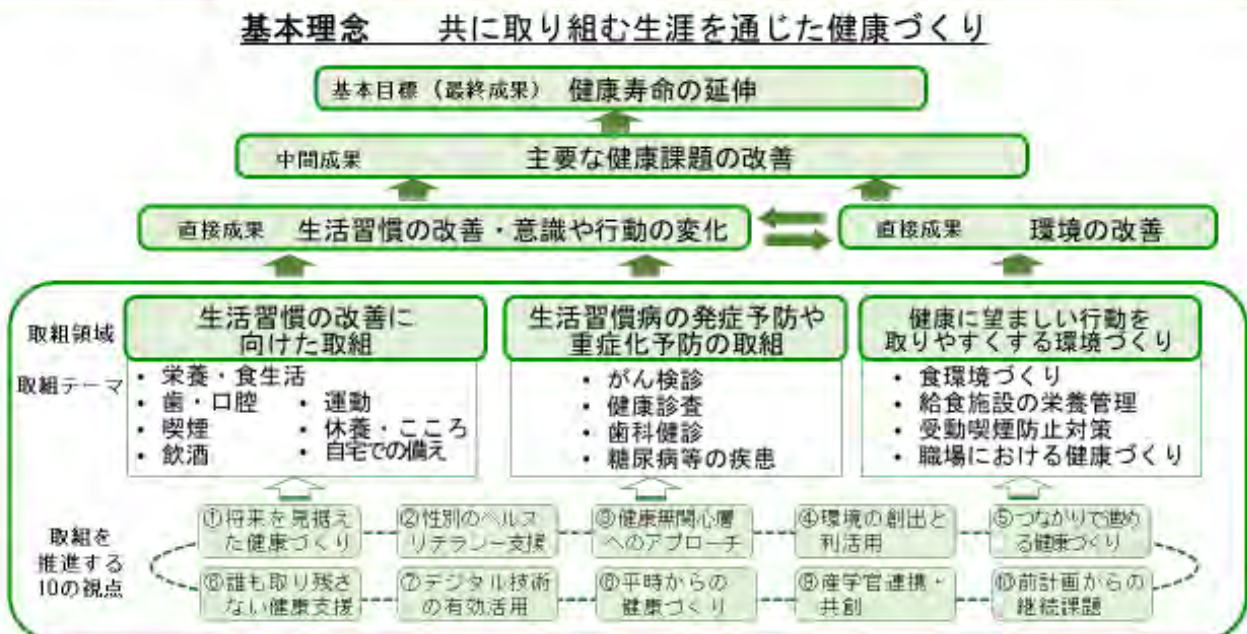 基本理念 共に取り組む生涯を通じた健康づくり
基本目標（最終成果） 健康寿命の延伸
中間成果 主要な健康課題の改善
直接成果 生活習慣の改善・意識や行動の変化
直接成果 環境の改善
取組領域
生活習慣の改善に
向けた取組
生活習慣病の発症予防や
重症化予防の取組
健康に望ましい行動を
取りやすくする環境づくり
取組テーマ
・栄養・食生活
・歯・口腔 ・運動
・喫煙 ・休養・こころ
・飲酒 ・自宅での備え
・がん検診
・健康診査
・歯科健診
・糖尿病等の疾患
・食環境づくり
・給食施設の栄養管理
・受動喫煙防止対策
・職場における健康づくり
取組を
推進する
10の視点
①将来を見据え
た健康づくり
②性別のヘルス
リテラシー支援
③健康無関心層
へのアプローチ
④環境の創出と
利活用
⑤つながりで進め
る健康づくり
⑥誰も取り残さ
ない健康支援
⑦デジタル技術
の有効活用
⑧平時からの
健康づくり
⑨産学官連携・
共創
⑩前計画からの
継続課題